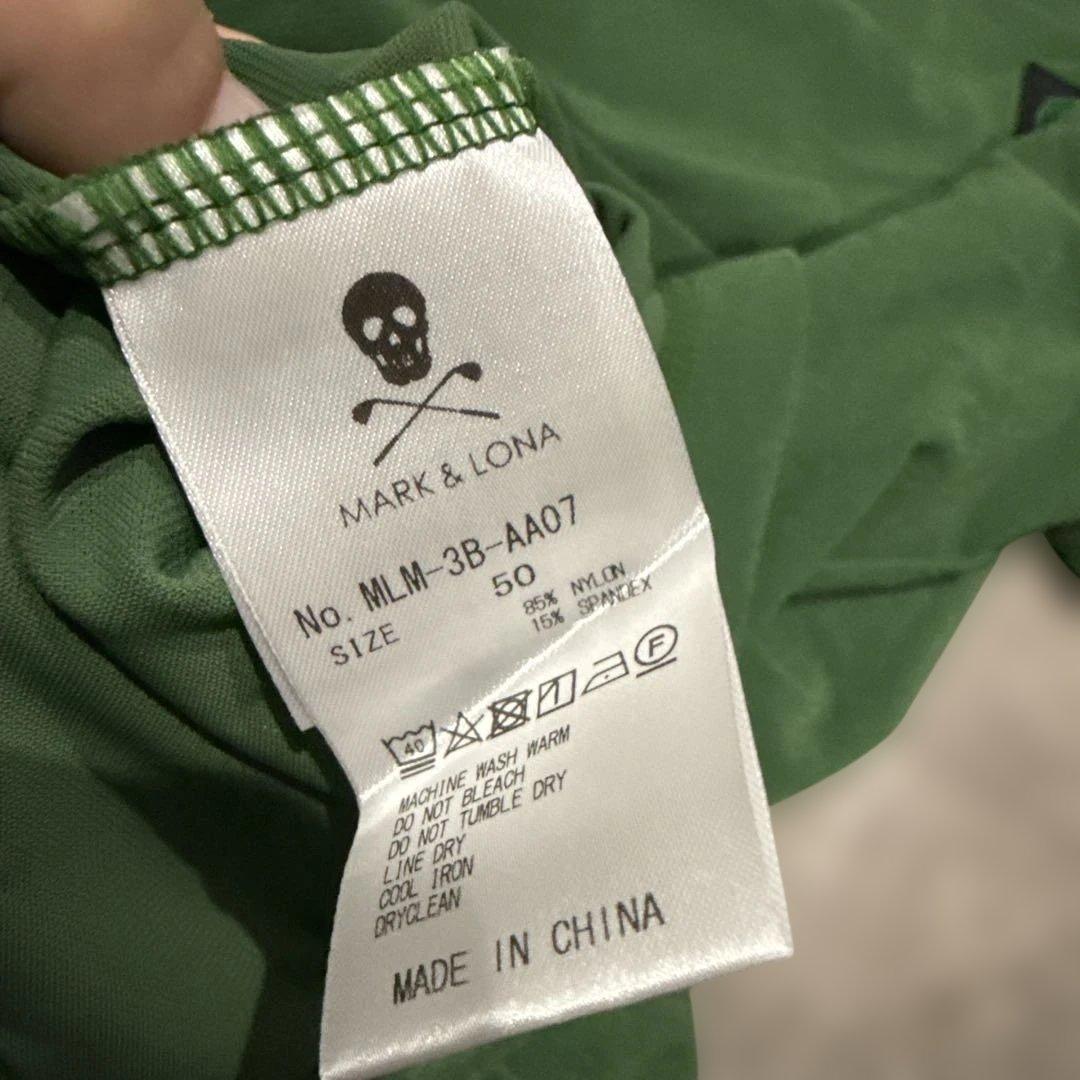 MARK & LONA
No. MLM-3B-AA07
SIZE 50
85% NYLON
15% SPANDEX
40 F
MACHINE WASH WARM
DO NOT BLEACH
DO NOT TUMBLE DRY
LINE DRY
COOL IRON
DRYCLEAN
MADE IN CHINA